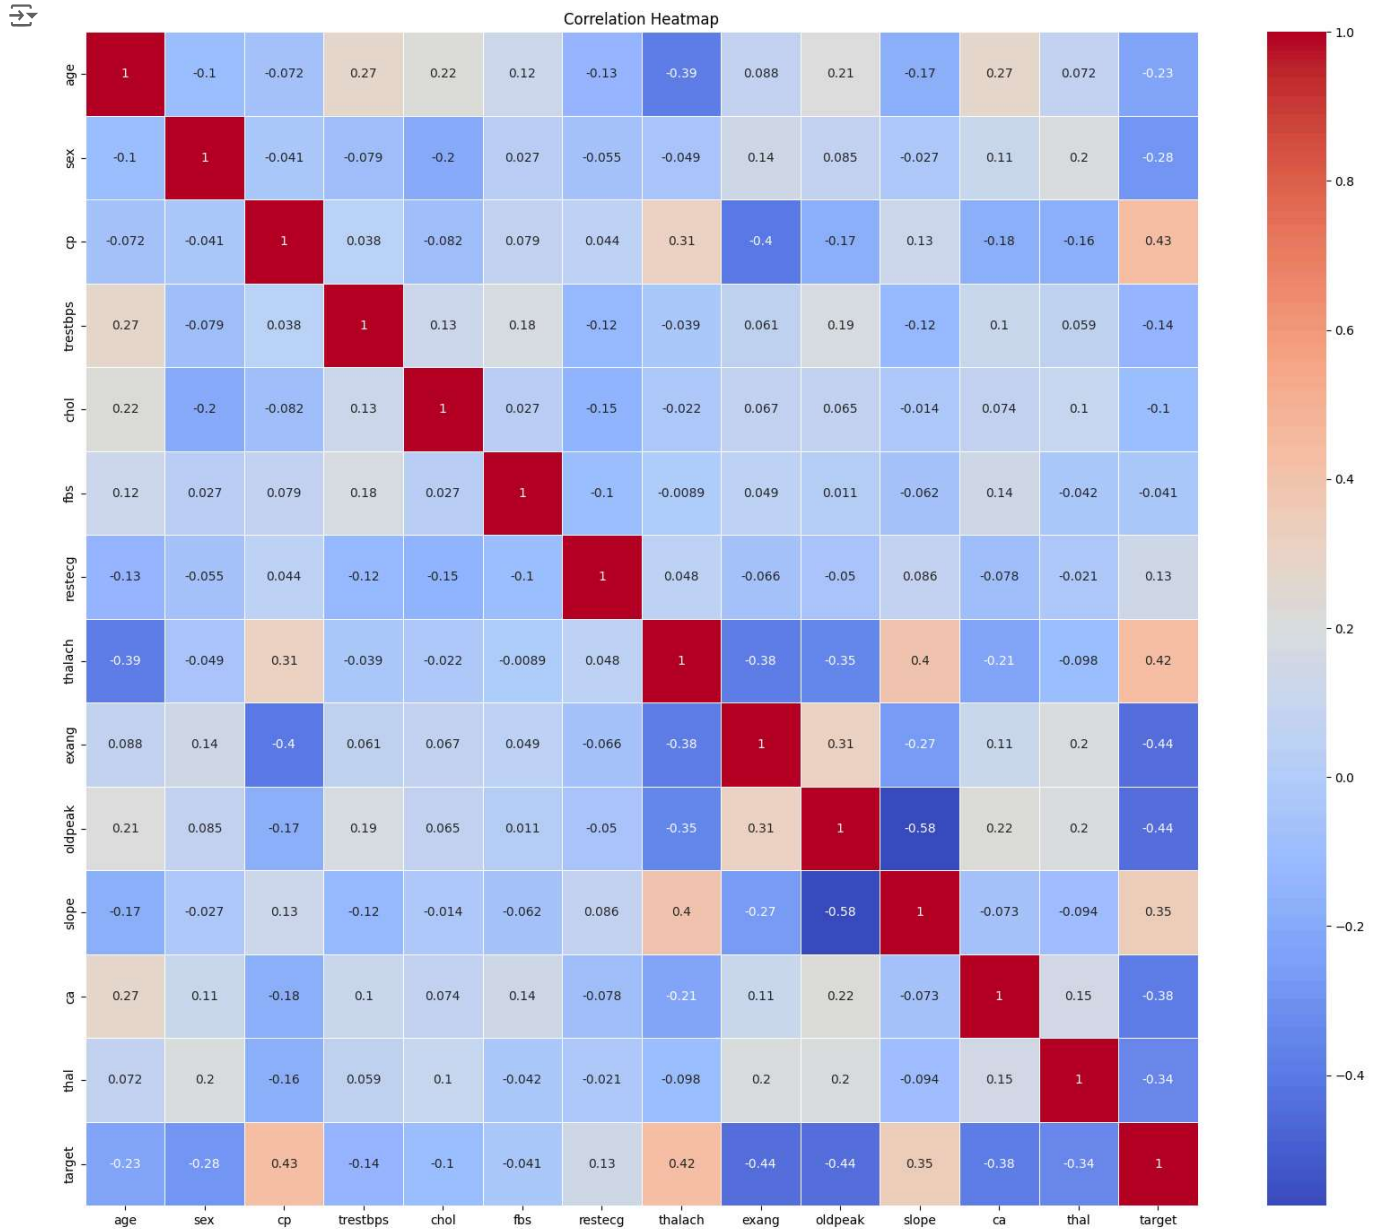 Correlation Heatmap
age 1 -0.1 -0.072 0.27 0.22 0.12 -0.13 -0.39 0.088 0.21 -0.17 0.27 0.072 -0.23
sex -0.1 1 -0.041 -0.079 -0.2 0.027 -0.055 -0.049 0.14 0.085 -0.027 0.11 0.2 -0.28
cp -0.072 -0.041 1 0.038 -0.082 0.079 0.044 0.31 -0.4 -0.17 0.13 -0.18 -0.16 0.43
trestbps 0.27 -0.079 0.038 1 0.13 0.18 -0.12 -0.039 0.061 0.19 -0.12 0.1 0.059 -0.14
chol 0.22 -0.2 -0.082 0.13 1 0.027 -0.15 -0.022 0.067 0.065 -0.014 0.074 0.1 -0.1
fbs 0.12 0.027 0.079 0.18 0.027 1 -0.1 -0.0089 0.049 0.011 -0.062 0.14 -0.042 -0.041
restecg -0.13 -0.055 0.044 -0.12 -0.15 -0.1 1 0.048 -0.066 -0.05 0.086 -0.078 -0.021 0.13
thalach -0.39 -0.049 0.31 -0.039 -0.022 -0.0089 0.048 1 -0.38 -0.35 0.4 -0.21 -0.098 0.42
exang 0.088 0.14 -0.4 0.061 0.067 0.049 -0.066 -0.38 1 0.31 -0.27 0.11 0.2 -0.44
oldpeak 0.21 0.085 -0.17 0.19 0.065 0.011 -0.05 -0.35 0.31 1 -0.58 0.22 0.2 -0.44
slope -0.17 -0.027 0.13 -0.12 -0.014 -0.062 0.086 0.4 -0.27 -0.58 1 -0.073 -0.094 0.35
ca 0.27 0.11 -0.18 0.1 0.074 0.14 -0.078 -0.21 0.11 0.22 -0.073 1 0.15 -0.38
thal 0.072 0.2 -0.16 0.059 0.1 -0.042 -0.021 -0.098 0.2 0.2 -0.094 0.15 1 -0.34
target -0.23 -0.28 0.43 -0.14 -0.1 -0.041 0.13 0.42 -0.44 -0.44 0.35 -0.38 -0.34 1
age sex cp trestbps chol fbs restecg thalach exang oldpeak slope ca thal target
1.0
0.8
0.6
0.4
0.2
0.0
−0.2
−0.4